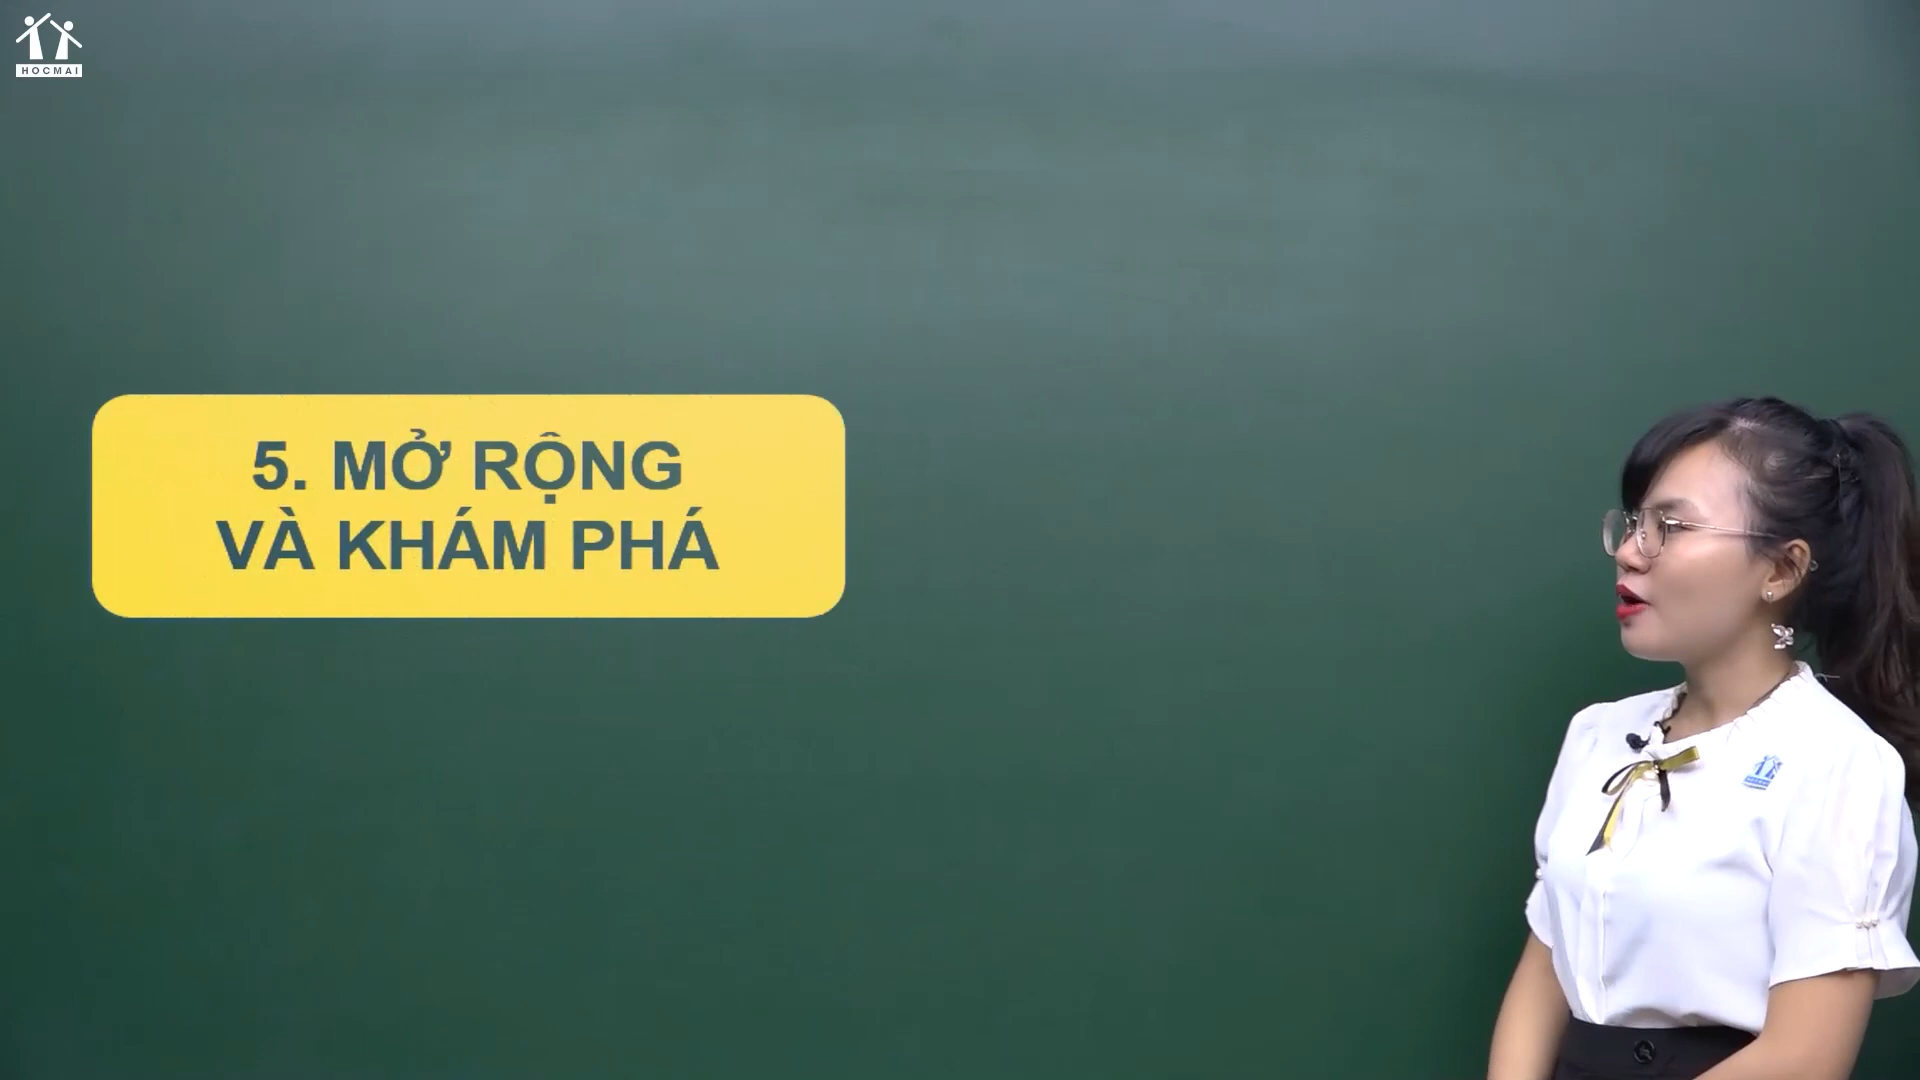 HOCMAI
5. MỞ RỘNG
VÀ KHÁM PHÁ